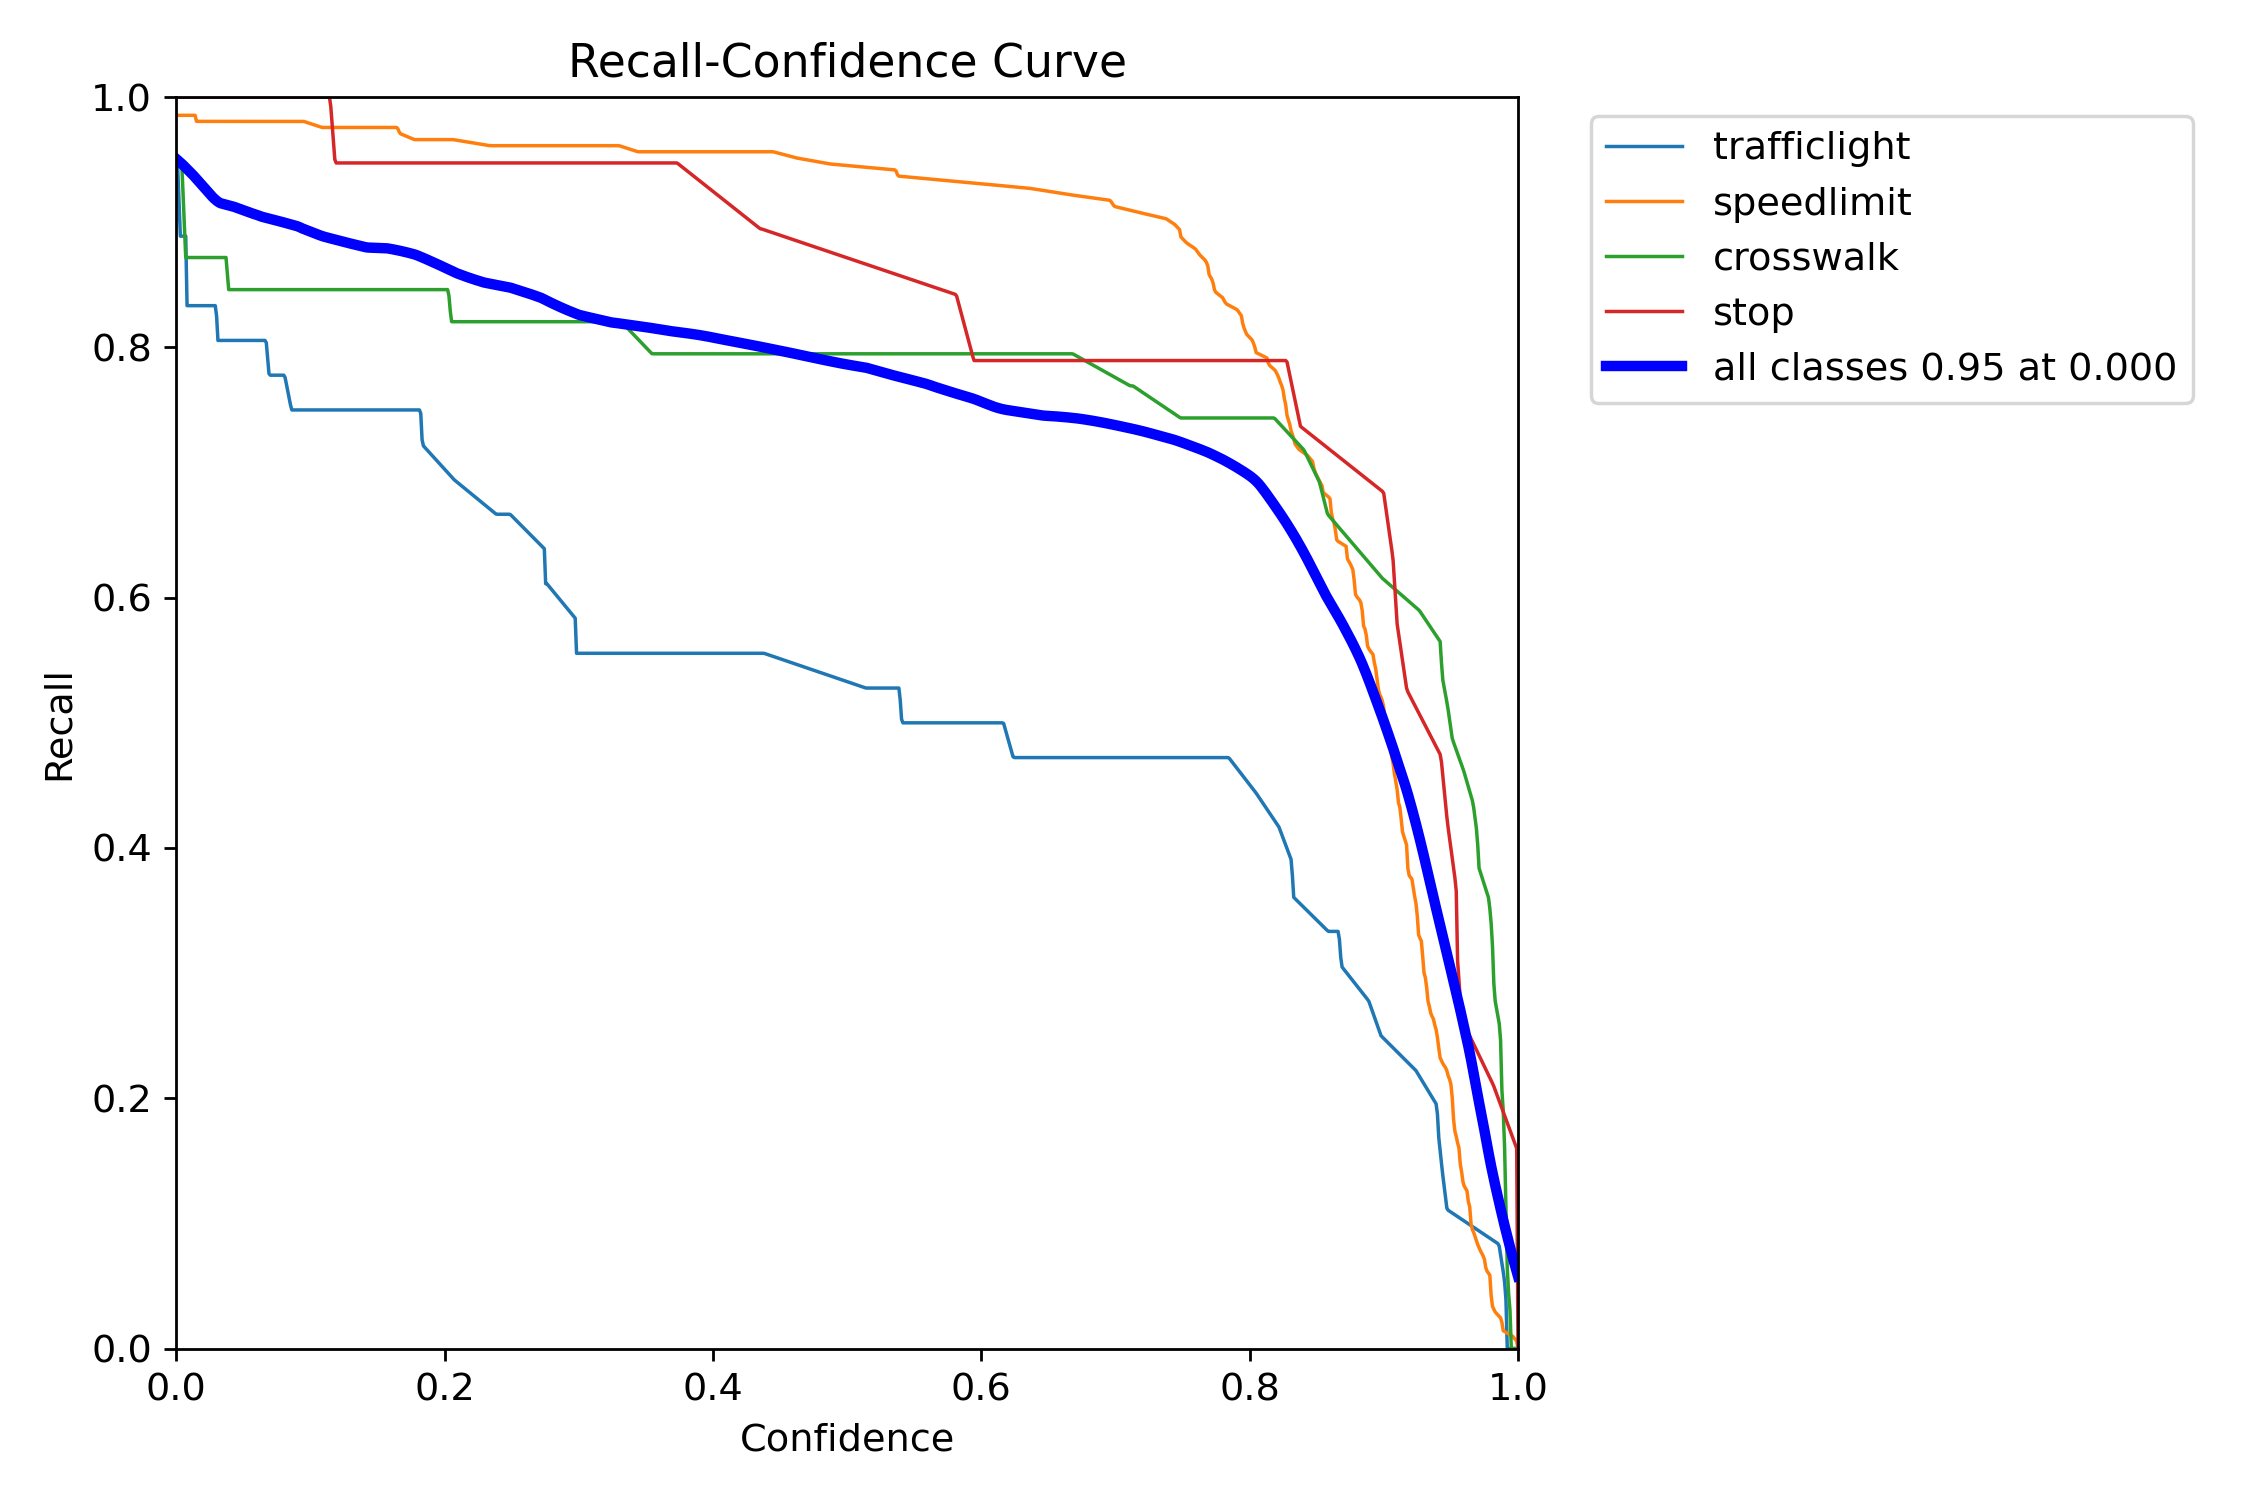 Recall-Confidence Curve
1.0
0.8
0.6
0.4
0.2
0.0
Recall
0.0 0.2 0.4 0.6 0.8 1.0
Confidence
trafficlight
speedlimit
crosswalk
stop
all classes 0.95 at 0.000